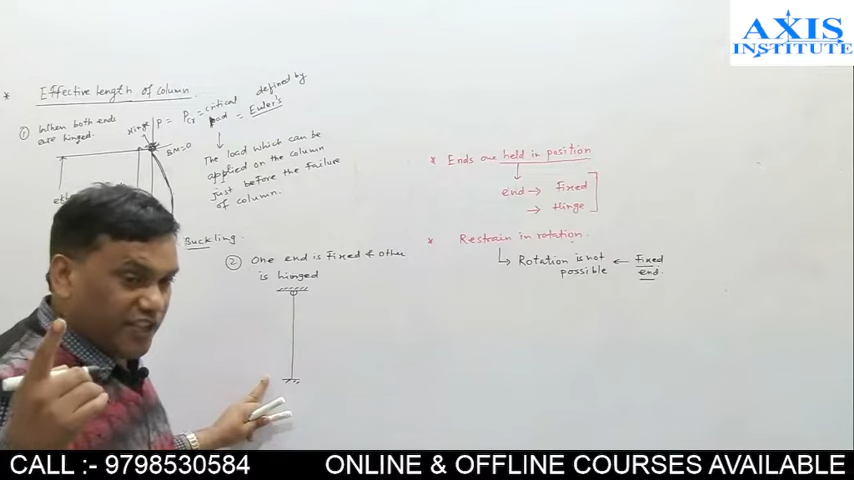 AXIS
INSTITUTE
* Effective length of column
① When both ends
are hinged.
Hinge
P = Pcr = critical load = defined by Euler's
BM=0
The load which can be
applied on the column
just before the failure
of column.
Buckling.
② One end is Fixed & other
is hinged
* Ends are held in position
end → Fixed
→ Hinge
* Restrain in rotation.
Rotation is not ← Fixed
possible end.
CALL :- 9798530584 ONLINE & OFFLINE COURSES AVAILABLE